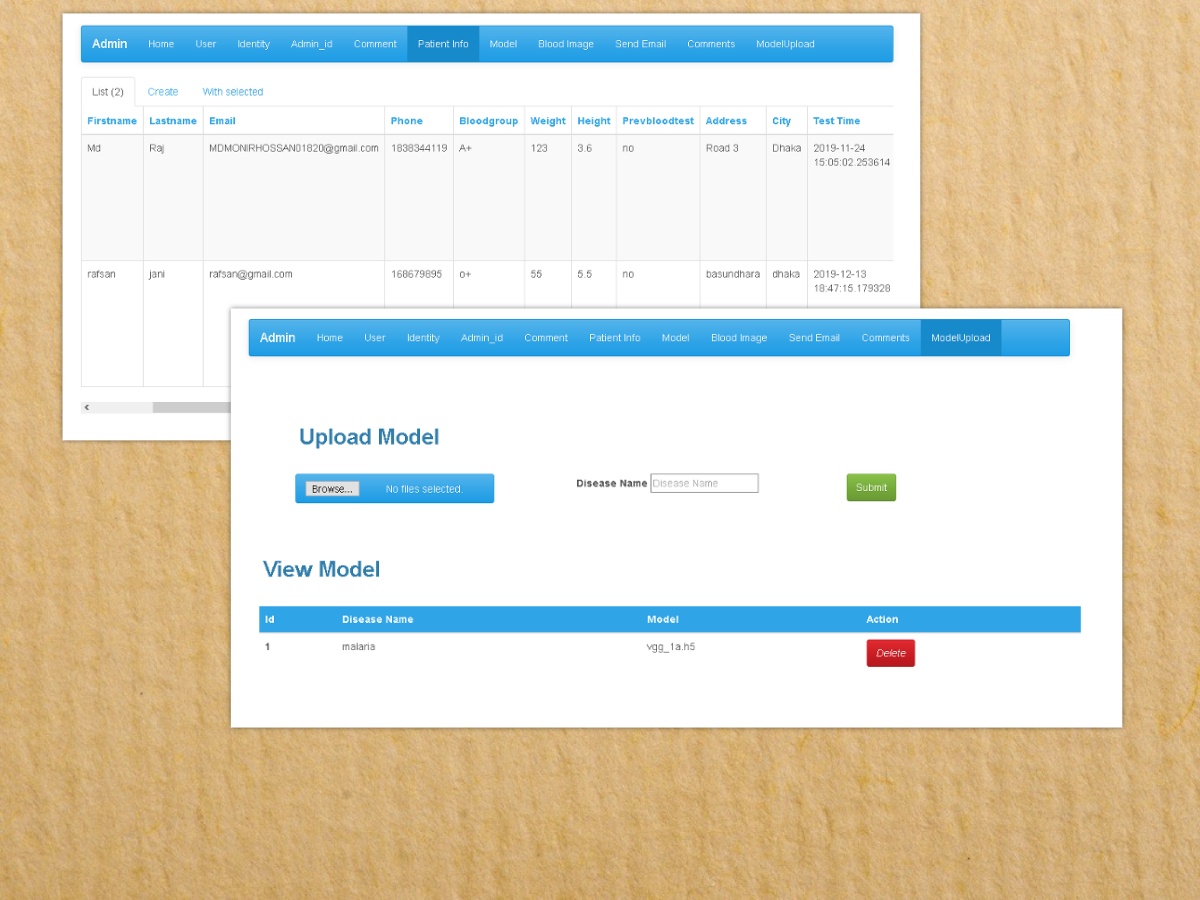 Admin Home User Identity Admin_id Comment Patient Info Model Blood Image Send Email Comments ModelUpload
List (2) Create With selected
Firstname Lastname Email Phone Bloodgroup Weight Height Prevbloodtest Address City Test Time
Md Raj MDMONIRHOSSAN01820@gmail.com 1838344119 A+ 123 3.6 no Road 3 Dhaka 2019-11-24
15:05:02.253614
rafsan jani rafsan@gmail.com 168679895 o+ 55 5.5 no basundhara dhaka 2019-12-13
18:47:15.179328
Admin Home User Identity Admin_id Comment Patient Info Model Blood Image Send Email Comments ModelUpload
Upload Model
Browse... No files selected. Disease Name Disease Name Submit
View Model
Id Disease Name Model Action
1 malaria vgg_1a.h5 Delete